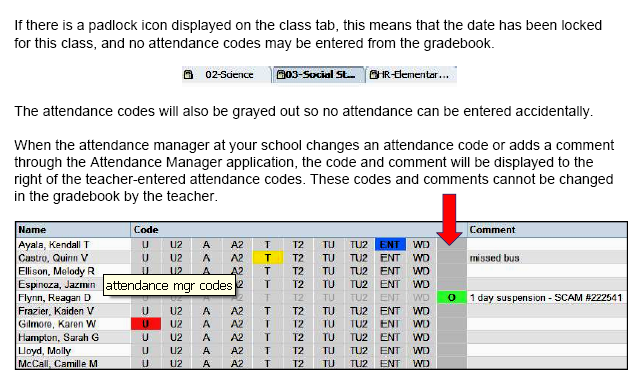 If there is a padlock icon displayed on the class tab, this means that the date has been locked
for this class, and no attendance codes may be entered from the gradebook.
02-Science 03-Social St... HR-Elementar...
The attendance codes will also be grayed out so no attendance can be entered accidentally.
When the attendance manager at your school changes an attendance code or adds a comment
through the Attendance Manager application, the code and comment will be displayed to the
right of the teacher-entered attendance codes. These codes and comments cannot be changed
in the gradebook by the teacher.
Name Code Comment
Ayala, Kendall T U U2 A A2 T T2 TU TU2 ENT WD
Castro, Quinn V U U2 A A2 T T2 TU TU2 ENT WD missed bus
Ellison, Melody R U U2 A A2 T T2 TU TU2 ENT WD
Espinoza, Jazmin attendance mgr codes T T2 TU TU2 ENT WD
Flynn, Reagan D A2 T T2 TU TU2 ENT WD O 1 day suspension - SCAM #222541
Frazier, Kaiden V U U2 A A2 T T2 TU TU2 ENT WD
Gilmore, Karen W U U2 A A2 T T2 TU TU2 ENT WD
Hampton, Sarah G U U2 A A2 T T2 TU TU2 ENT WD
Lloyd, Molly U U2 A A2 T T2 TU TU2 ENT WD
McCall, Camille M U U2 A A2 T T2 TU TU2 ENT WD